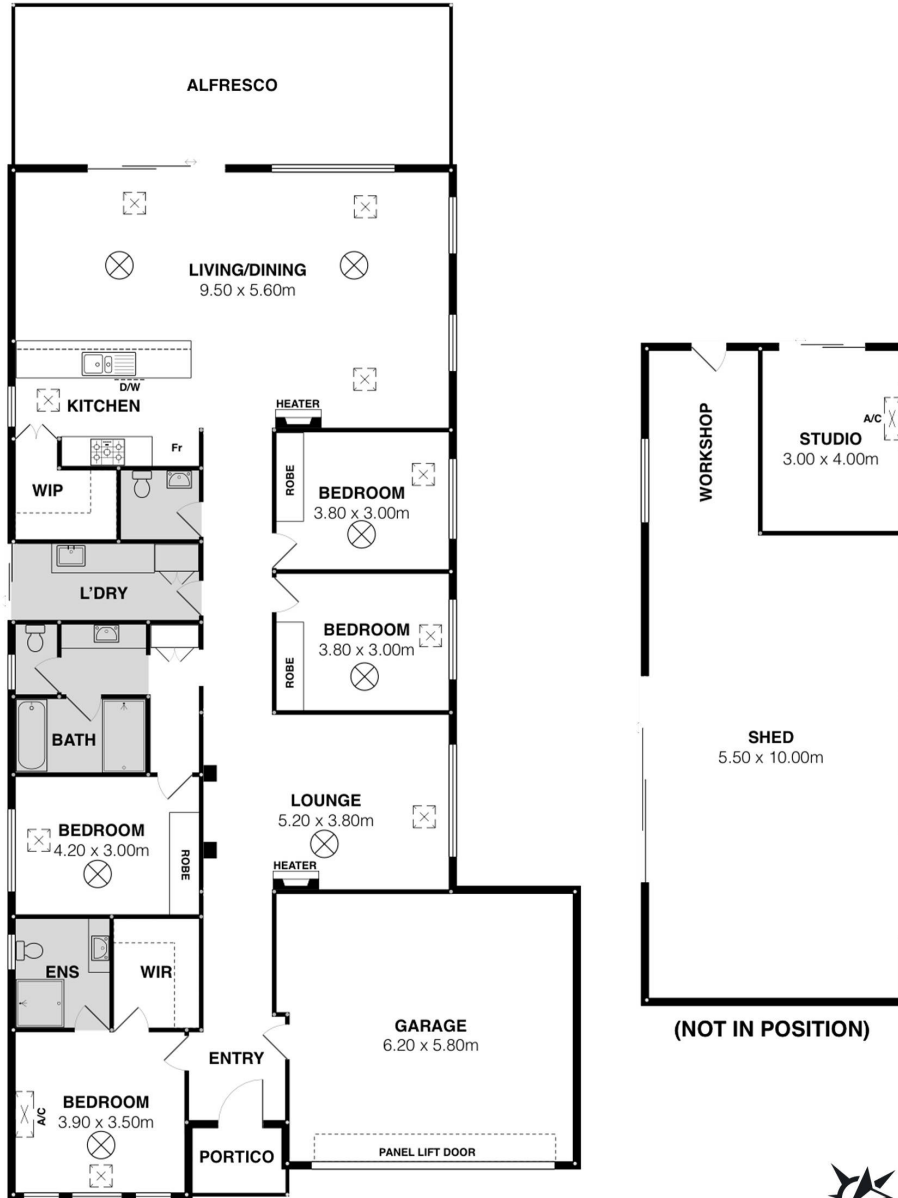 ALFRESCO
LIVING/DINING
9.50 x 5.60m
D/W
KITCHEN
HEATER
Fr
WIP
ROBE
BEDROOM
3.80 x 3.00m
L'DRY
BEDROOM
3.80 x 3.00m
ROBE
BATH
LOUNGE
5.20 x 3.80m
HEATER
BEDROOM
4.20 x 3.00m
ROBE
ENS
WIR
GARAGE
6.20 x 5.80m
ENTRY
A/C
BEDROOM
3.90 x 3.50m
PORTICO
PANEL LIFT DOOR
WORKSHOP
A/C
STUDIO
3.00 x 4.00m
SHED
5.50 x 10.00m
(NOT IN POSITION)